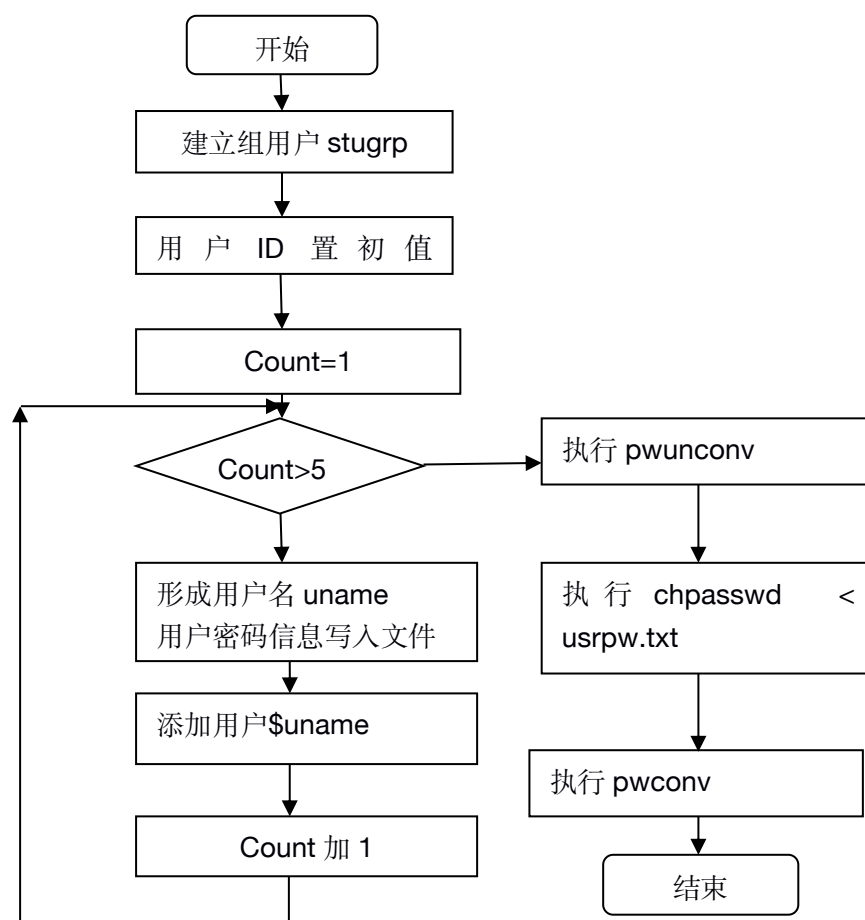 开始
建立组用户 stugrp
用户 ID 置初值
Count=1
Count>5
形成用户名 uname
用户密码信息写入文件
添加用户$uname
Count 加 1
执行 pwunconv
执行 chpasswd <
usrpw.txt
执行 pwconv
结束